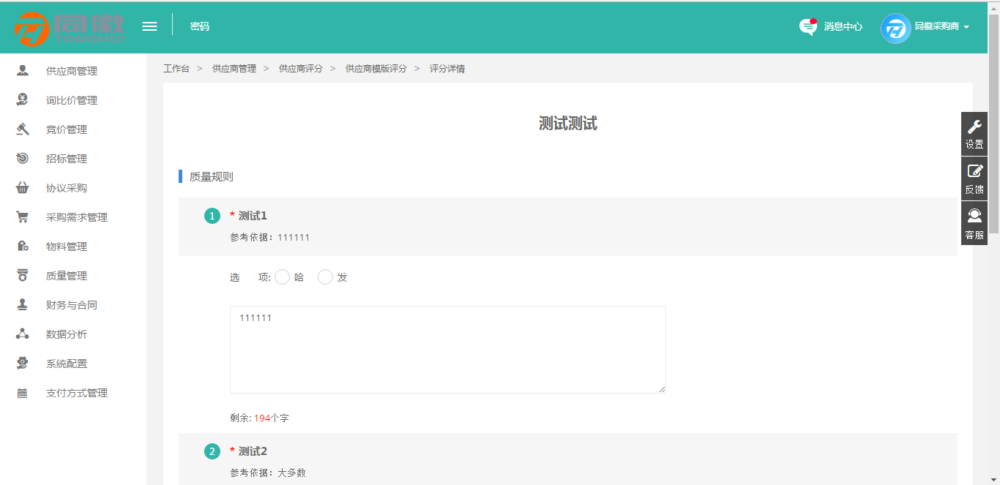 同徽
TONGHUI
密码
消息中心
同徽采购商
供应商管理
询比价管理
竞价管理
招标管理
协议采购
采购需求管理
物料管理
质量管理
财务与合同
数据分析
系统配置
支付方式管理
工作台 > 供应商管理 > 供应商评分 > 供应商模版评分 > 评分详情
测试测试
质量规则
1 * 测试1
参考依据：111111
选 项: 哈 发
111111
剩余: 194个字
2 * 测试2
参考依据：大多数
设置
反馈
客服